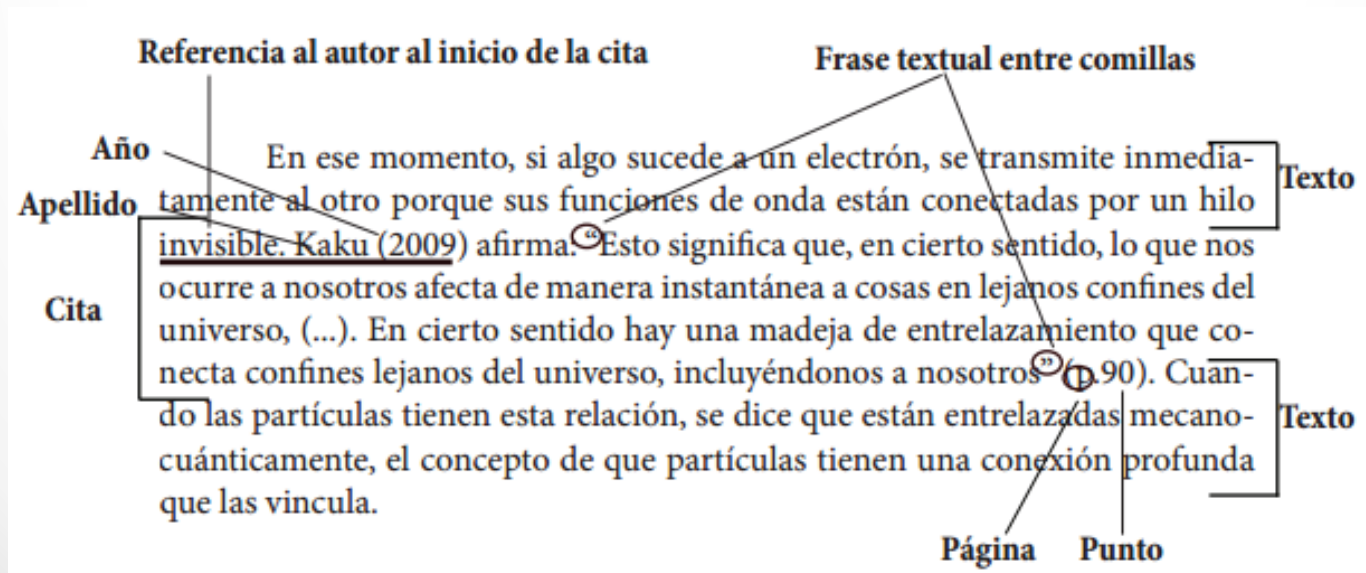 Referencia al autor al inicio de la cita
Frase textual entre comillas
Año
En ese momento, si algo sucede a un electrón, se transmite inmedia-
Texto
Apellido
tamente al otro porque sus funciones de onda están conectadas por un hilo
invisible. Kaku (2009) afirma: “Esto significa que, en cierto sentido, lo que nos
ocurre a nosotros afecta de manera instantánea a cosas en lejanos confines del
Cita
universo, (...). En cierto sentido hay una madeja de entrelazamiento que co-
necta confines lejanos del universo, incluyéndonos a nosotros” (p.90). Cuan-
do las partículas tienen esta relación, se dice que están entrelazadas mecano-
Texto
cuánticamente, el concepto de que partículas tienen una conexión profunda
que las vincula.
Página
Punto